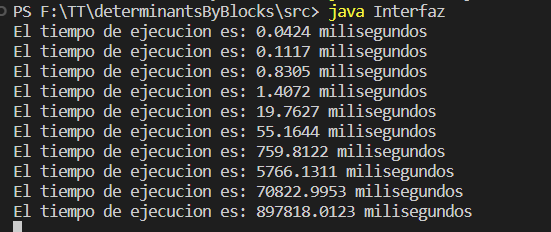 PS F:\TT\determinantsByBlocks\src> java Interfaz
El tiempo de ejecucion es: 0.0424 milisegundos
El tiempo de ejecucion es: 0.1117 milisegundos
El tiempo de ejecucion es: 0.8305 milisegundos
El tiempo de ejecucion es: 1.4072 milisegundos
El tiempo de ejecucion es: 19.7627 milisegundos
El tiempo de ejecucion es: 55.1644 milisegundos
El tiempo de ejecucion es: 759.8122 milisegundos
El tiempo de ejecucion es: 5766.1311 milisegundos
El tiempo de ejecucion es: 70822.9953 milisegundos
El tiempo de ejecucion es: 897818.0123 milisegundos